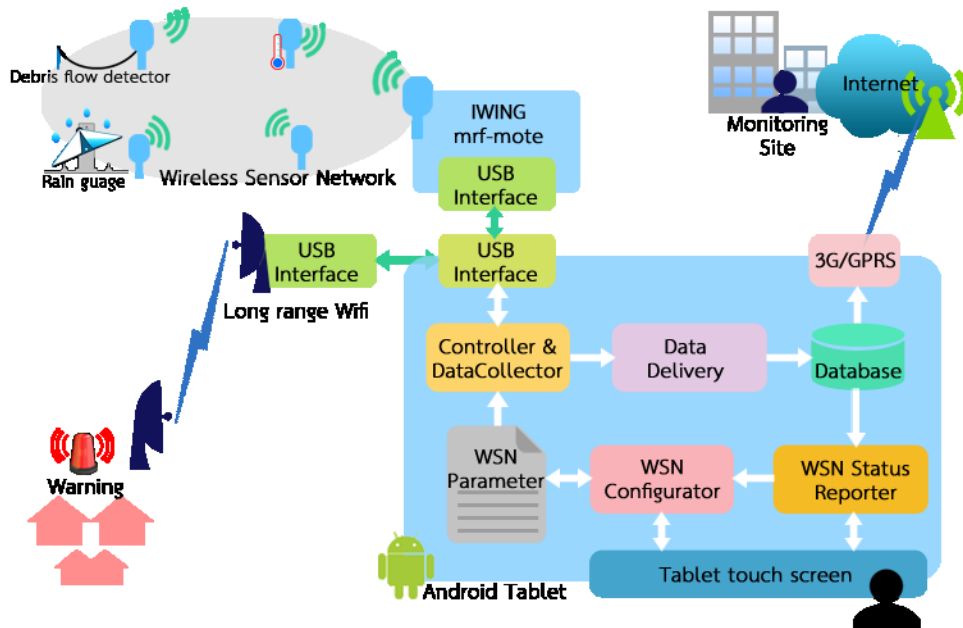 Debris flow detector
Rain guage
Wireless Sensor Network
IWING
mrf-mote
USB
Interface
Monitoring
Site
Internet
USB
Interface
Long range Wifi
USB
Interface
3G/GPRS
Controller &
DataCollector
Data
Delivery
Database
WSN
Parameter
WSN
Configurator
WSN Status
Reporter
Warning
Android Tablet
Tablet touch screen